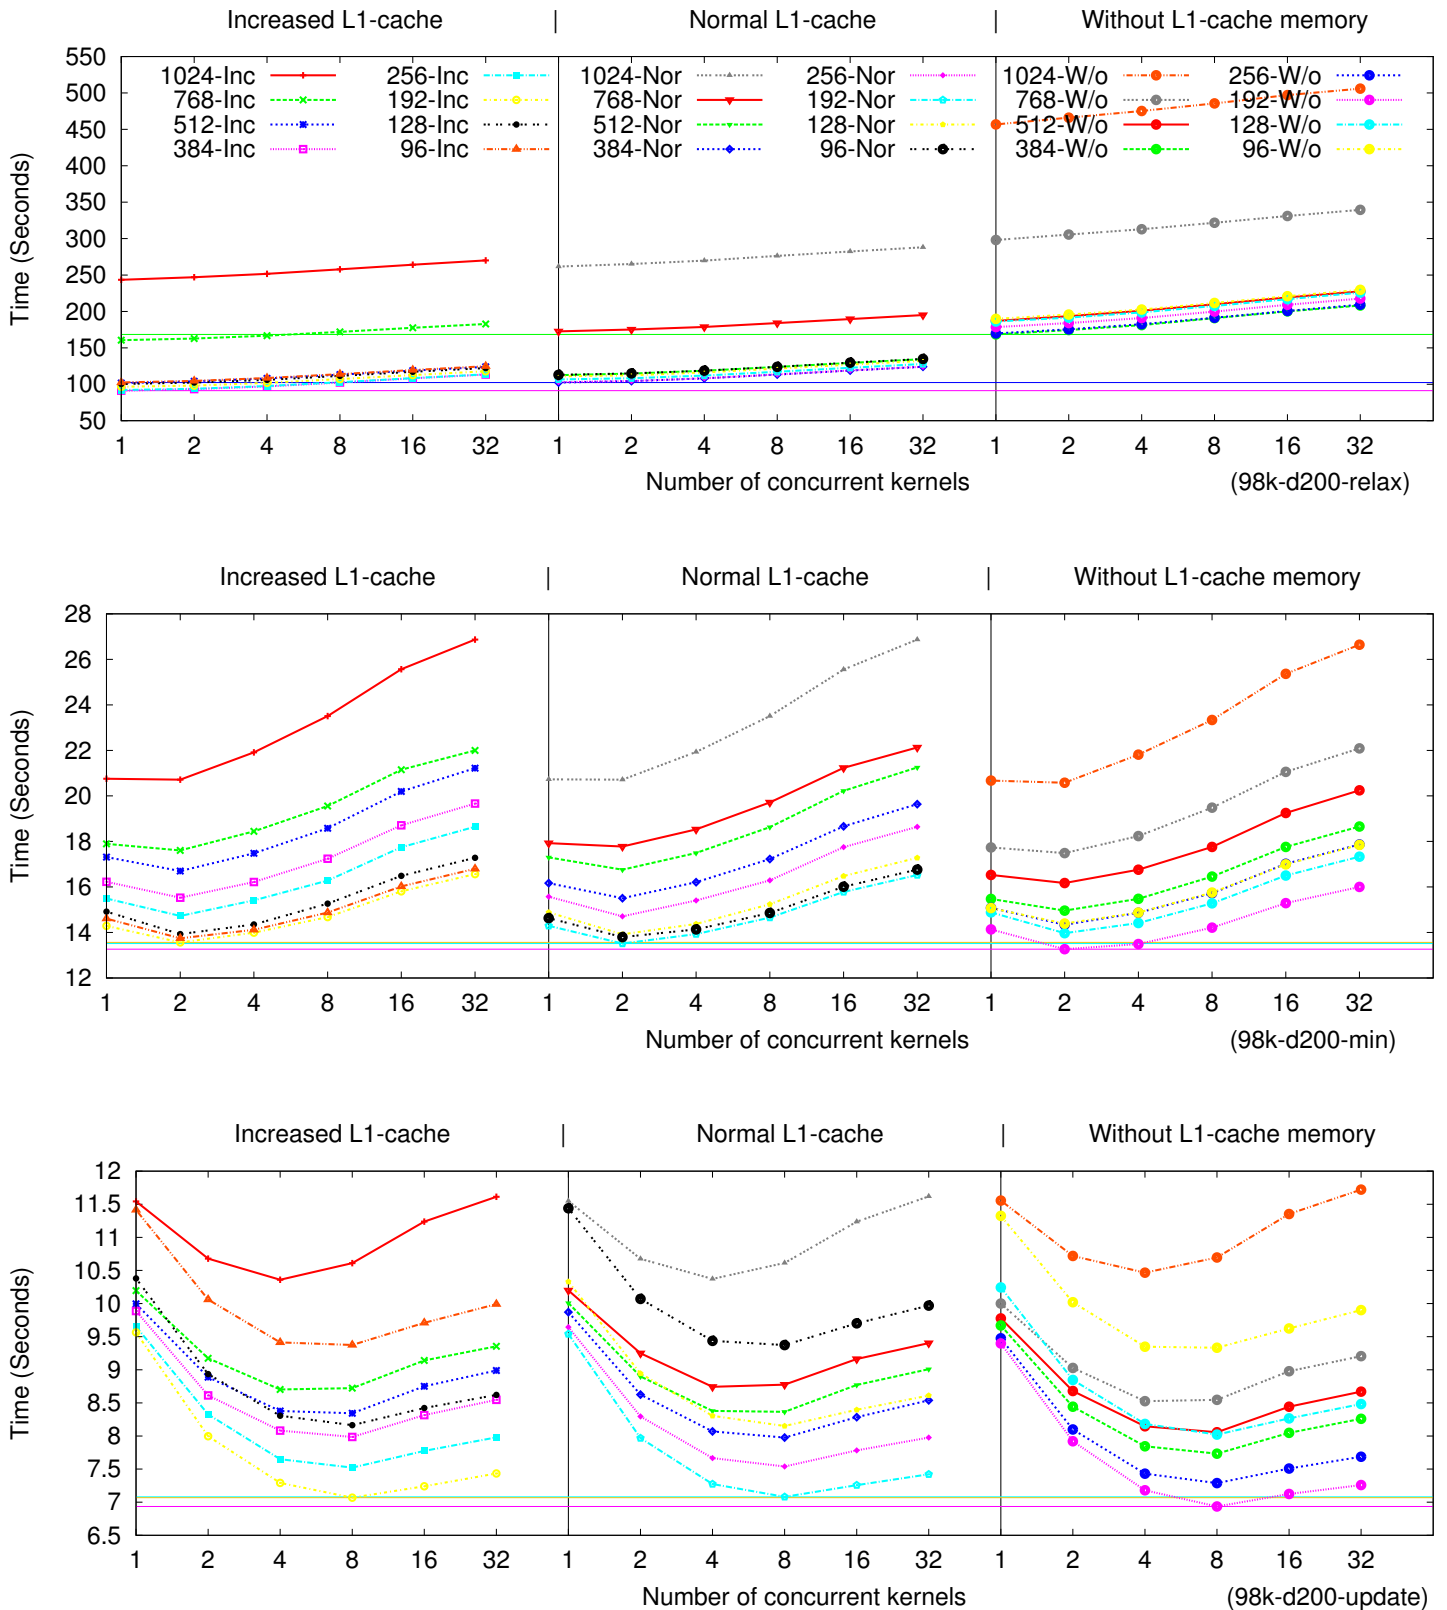 Increased L1-cache | Normal L1-cache | Without L1-cache memory
Time (Seconds)
550
500
450
400
350
300
250
200
150
100
50
1024-Inc 256-Inc 1024-Nor 256-Nor 1024-W/o 256-W/o
768-Inc 192-Inc 768-Nor 192-Nor 768-W/o 192-W/o
512-Inc 128-Inc 512-Nor 128-Nor 512-W/o 128-W/o
384-Inc 96-Inc 384-Nor 96-Nor 384-W/o 96-W/o
1 2 4 8 16 32 1 2 4 8 16 32 1 2 4 8 16 32
Number of concurrent kernels (98k-d200-relax)
Increased L1-cache | Normal L1-cache | Without L1-cache memory
Time (Seconds)
28
26
24
22
20
18
16
14
12
1 2 4 8 16 32 1 2 4 8 16 32 1 2 4 8 16 32
Number of concurrent kernels (98k-d200-min)
Increased L1-cache | Normal L1-cache | Without L1-cache memory
Time (Seconds)
12
11.5
11
10.5
10
9.5
9
8.5
8
7.5
7
6.5
1 2 4 8 16 32 1 2 4 8 16 32 1 2 4 8 16 32
Number of concurrent kernels (98k-d200-update)